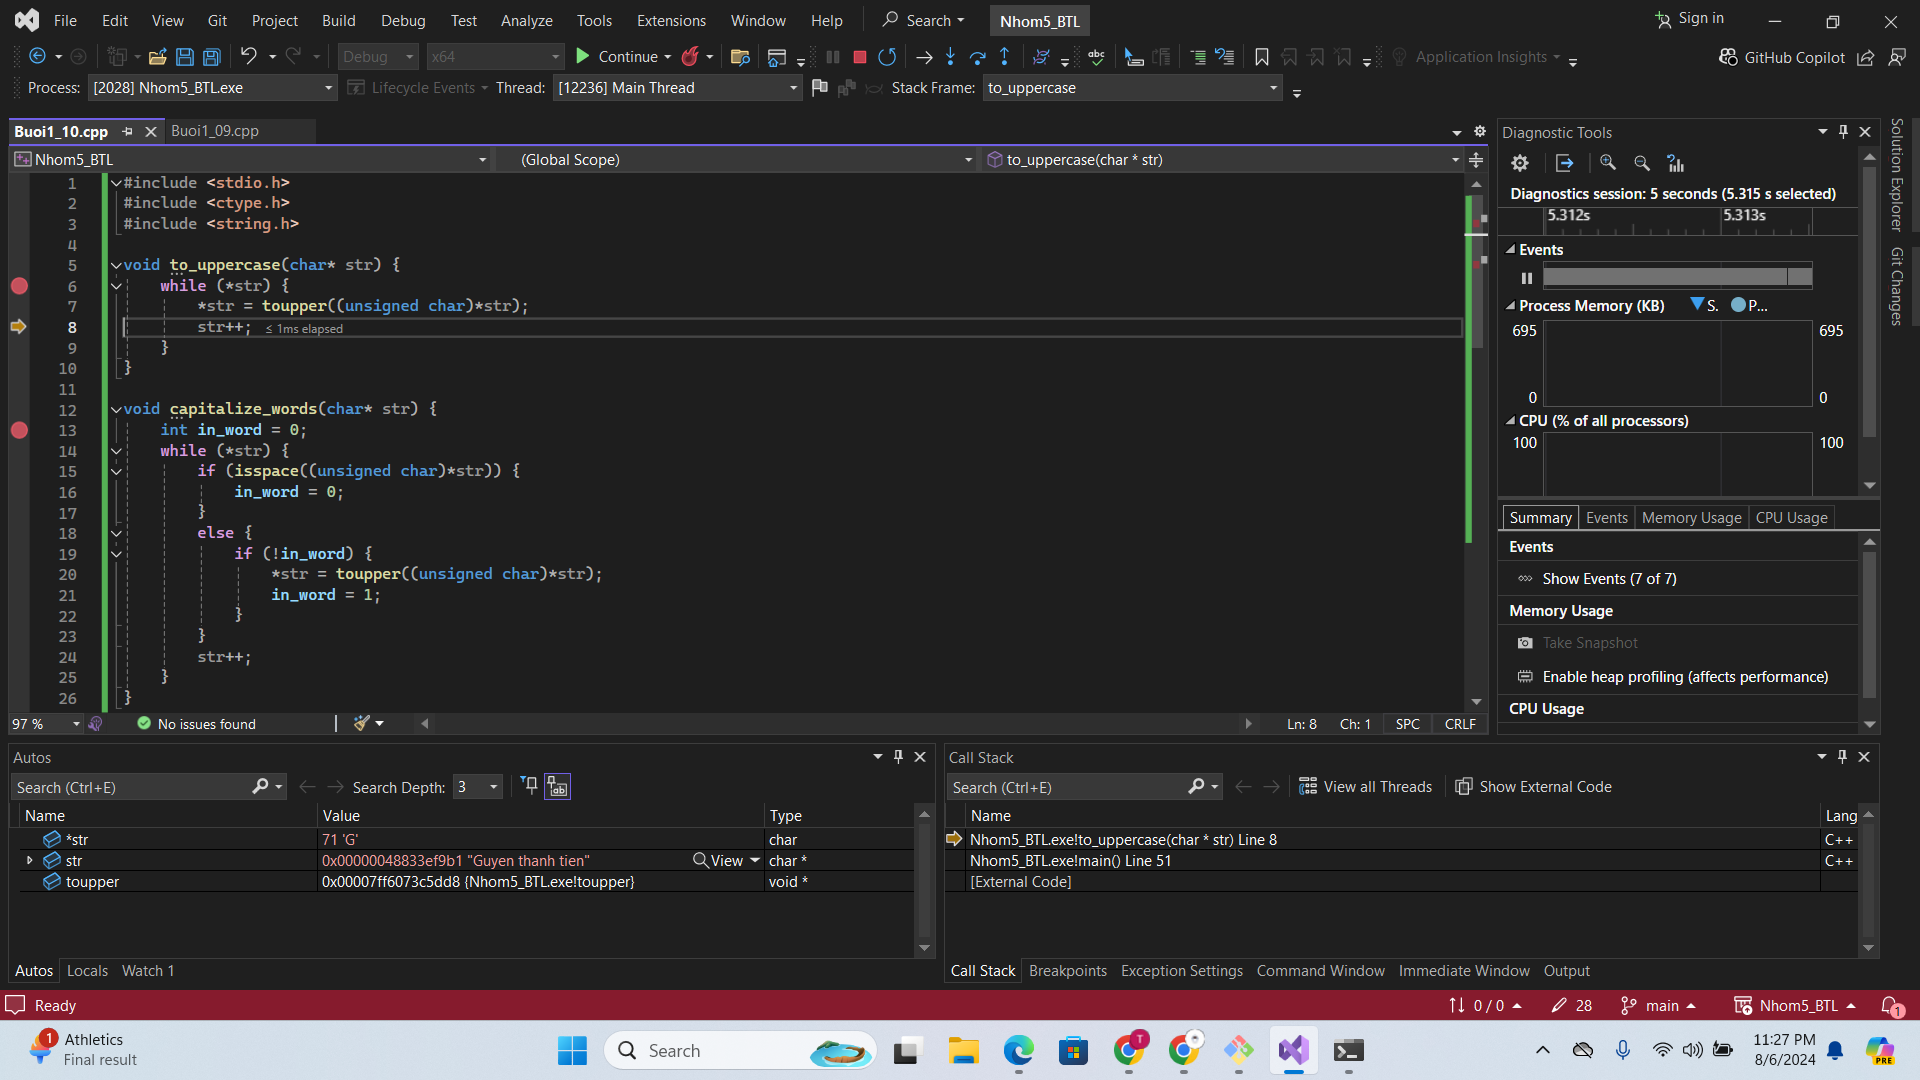 File Edit View Git Project Build Debug Test Analyze Tools Extensions Window Help Search Nhom5_BTL Sign in
Debug x64 Continue abc Application Insights GitHub Copilot
Process: [2028] Nhom5_BTL.exe Lifecycle Events Thread: [12236] Main Thread Stack Frame: to_uppercase
Buoi1_10.cpp Buoi1_09.cpp
Nhom5_BTL (Global Scope) to_uppercase(char * str)
1 #include <stdio.h>
2 #include <ctype.h>
3 #include <string.h>
4
5 void to_uppercase(char* str) {
6 while (*str) {
7 *str = toupper((unsigned char)*str);
8 str++; ≤ 1ms elapsed
9 }
10 }
11
12 void capitalize_words(char* str) {
13 int in_word = 0;
14 while (*str) {
15 if (isspace((unsigned char)*str)) {
16 in_word = 0;
17 }
18 else {
19 if (!in_word) {
20 *str = toupper((unsigned char)*str);
21 in_word = 1;
22 }
23 }
24 str++;
25 }
26 }
97 % No issues found Ln: 8 Ch: 1 SPC CRLF
Diagnostic Tools
Diagnostics session: 5 seconds (5.315 s selected)
5.312s 5.313s
Events
Process Memory (KB) S. P...
695 695
0 0
CPU (% of all processors)
100 100
Summary Events Memory Usage CPU Usage
Events
Show Events (7 of 7)
Memory Usage
Take Snapshot
Enable heap profiling (affects performance)
CPU Usage
Solution Explorer
Git Changes
Autos
Search (Ctrl+E) Search Depth: 3
Name Value Type
*str 71 'G' char
str 0x00000048833ef9b1 "Guyen thanh tien" View char *
toupper 0x00007ff6073c5dd8 {Nhom5_BTL.exe!toupper} void *
Autos Locals Watch 1
Call Stack
Search (Ctrl+E) View all Threads Show External Code
Name Lang
Nhom5_BTL.exe!to_uppercase(char * str) Line 8 C++
Nhom5_BTL.exe!main() Line 51 C++
[External Code]
Call Stack Breakpoints Exception Settings Command Window Immediate Window Output
Ready 0 / 0 28 main Nhom5_BTL 1
1 Athletics
Final result
Search
T
11:27 PM
8/6/2024
PRE